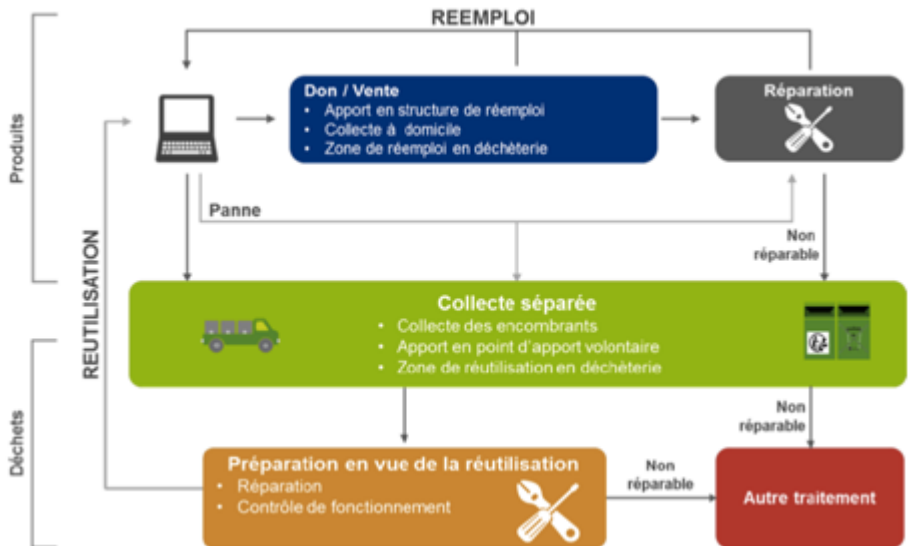 REEMPLOI
Produits
Don / Vente
• Apport en structure de réemploi
• Collecte à domicile
• Zone de réemploi en déchèterie
Réparation
Panne
Non
réparable
REUTILISATION
Collecte séparée
• Collecte des encombrants
• Apport en point d'apport volontaire
• Zone de réutilisation en déchèterie
Déchets
Non
réparable
Préparation en vue de la réutilisation
• Réparation
• Contrôle de fonctionnement
Non
réparable
Autre traitement